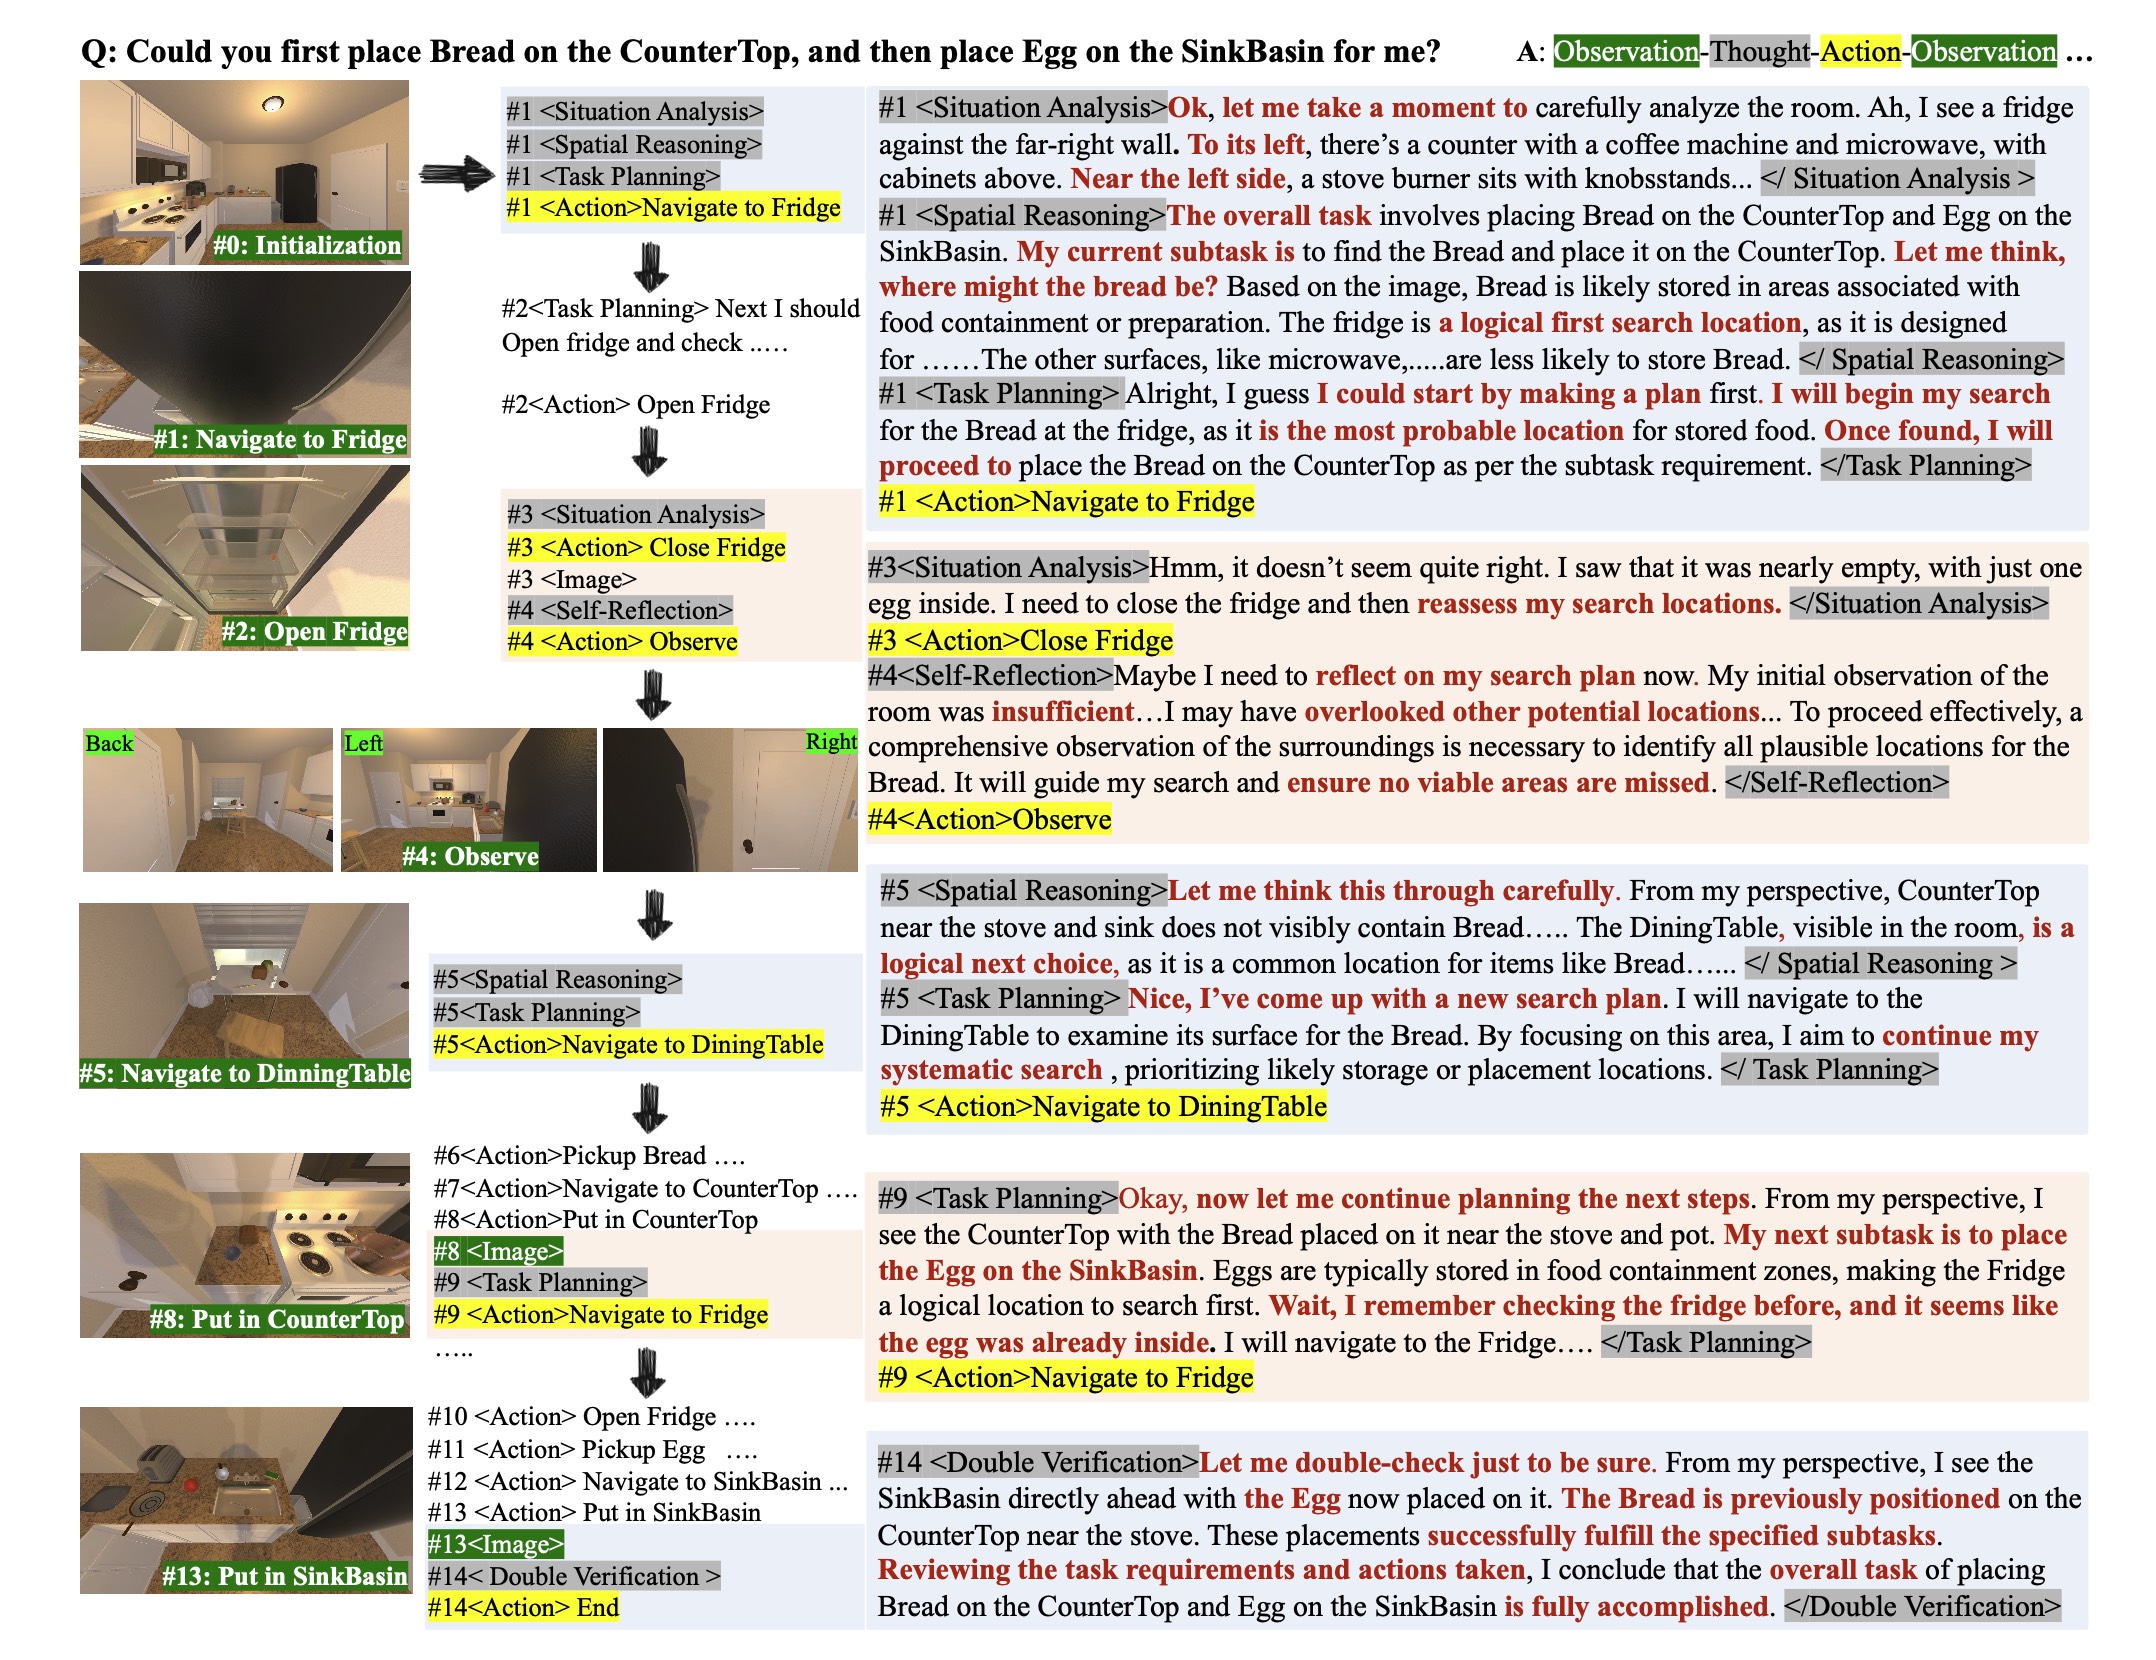 Q: Could you first place Bread on the CounterTop, and then place Egg on the SinkBasin for me?
A: Observation-Thought-Action-Observation ...
#0: Initialization
#1: Navigate to Fridge
#2: Open Fridge
Back
Left
Right
#4: Observe
#5: Navigate to DinningTable
#8: Put in CounterTop
#13: Put in SinkBasin
#1 <Situation Analysis>
#1 <Spatial Reasoning>
#1 <Task Planning>
#1 <Action>Navigate to Fridge
#2<Task Planning> Next I should
Open fridge and check ..…
#2<Action> Open Fridge
#3 <Situation Analysis>
#3 <Action> Close Fridge
#3 <Image>
#4 <Self-Reflection>
#4 <Action> Observe
#5<Spatial Reasoning>
#5<Task Planning>
#5<Action>Navigate to DiningTable
#6<Action>Pickup Bread ….
#7<Action>Navigate to CounterTop ….
#8<Action>Put in CounterTop
#8 <Image>
#9 <Task Planning>
#9 <Action>Navigate to Fridge
…..
#10 <Action> Open Fridge ….
#11 <Action> Pickup Egg ….
#12 <Action> Navigate to SinkBasin ...
#13 <Action> Put in SinkBasin
#13<Image>
#14< Double Verification >
#14<Action> End
#1 <Situation Analysis>Ok, let me take a moment to carefully analyze the room. Ah, I see a fridge
against the far-right wall. To its left, there’s a counter with a coffee machine and microwave, with
cabinets above. Near the left side, a stove burner sits with knobsstands... </ Situation Analysis >
#1 <Spatial Reasoning>The overall task involves placing Bread on the CounterTop and Egg on the
SinkBasin. My current subtask is to find the Bread and place it on the CounterTop. Let me think,
where might the bread be? Based on the image, Bread is likely stored in areas associated with
food containment or preparation. The fridge is a logical first search location, as it is designed
for ……The other surfaces, like microwave,.....are less likely to store Bread. </ Spatial Reasoning>
#1 <Task Planning> Alright, I guess I could start by making a plan first. I will begin my search
for the Bread at the fridge, as it is the most probable location for stored food. Once found, I will
proceed to place the Bread on the CounterTop as per the subtask requirement. </Task Planning>
#1 <Action>Navigate to Fridge
#3<Situation Analysis>Hmm, it doesn’t seem quite right. I saw that it was nearly empty, with just one
egg inside. I need to close the fridge and then reassess my search locations. </Situation Analysis>
#3 <Action>Close Fridge
#4<Self-Reflection>Maybe I need to reflect on my search plan now. My initial observation of the
room was insufficient…I may have overlooked other potential locations... To proceed effectively, a
comprehensive observation of the surroundings is necessary to identify all plausible locations for the
Bread. It will guide my search and ensure no viable areas are missed. </Self-Reflection>
#4<Action>Observe
#5 <Spatial Reasoning>Let me think this through carefully. From my perspective, CounterTop
near the stove and sink does not visibly contain Bread….. The DiningTable, visible in the room, is a
logical next choice, as it is a common location for items like Bread…... </ Spatial Reasoning >
#5 <Task Planning> Nice, I’ve come up with a new search plan. I will navigate to the
DiningTable to examine its surface for the Bread. By focusing on this area, I aim to continue my
systematic search , prioritizing likely storage or placement locations. </ Task Planning>
#5 <Action>Navigate to DiningTable
#9 <Task Planning>Okay, now let me continue planning the next steps. From my perspective, I
see the CounterTop with the Bread placed on it near the stove and pot. My next subtask is to place
the Egg on the SinkBasin. Eggs are typically stored in food containment zones, making the Fridge
a logical location to search first. Wait, I remember checking the fridge before, and it seems like
the egg was already inside. I will navigate to the Fridge…. </Task Planning>
#9 <Action>Navigate to Fridge
#14 <Double Verification>Let me double-check just to be sure. From my perspective, I see the
SinkBasin directly ahead with the Egg now placed on it. The Bread is previously positioned on the
CounterTop near the stove. These placements successfully fulfill the specified subtasks.
Reviewing the task requirements and actions taken, I conclude that the overall task of placing
Bread on the CounterTop and Egg on the SinkBasin is fully accomplished. </Double Verification>